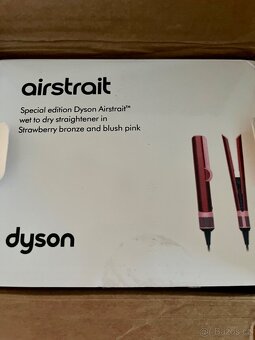 airstrait
Special edition Dyson Airstrait™
wet to dry straightener in
Strawberry bronze and blush pink
dyson